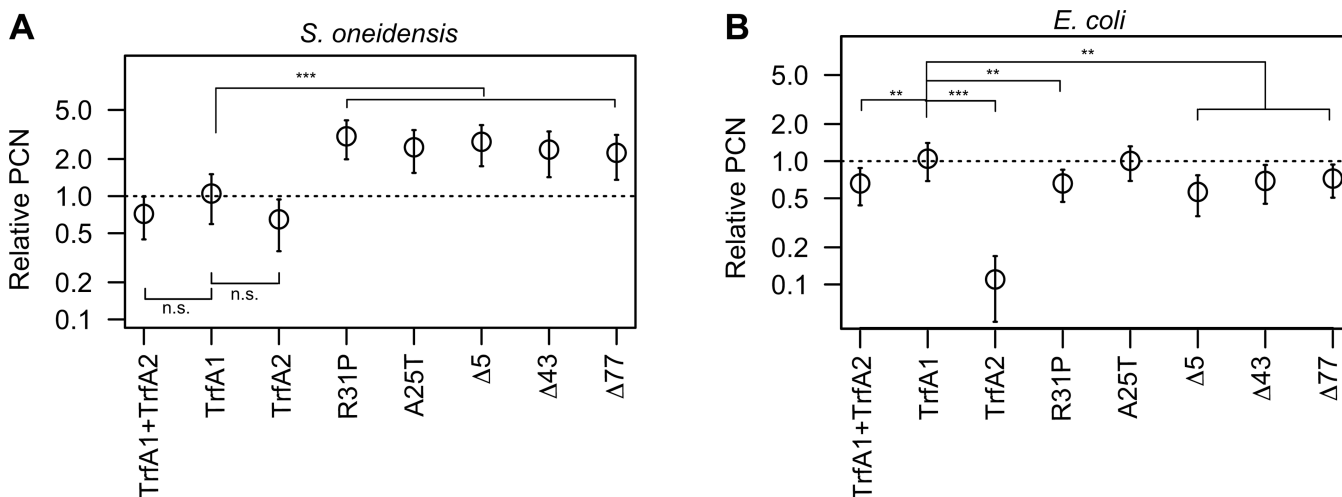 A
S. oneidensis
Relative PCN
5.0
2.0
1.0
0.5
0.2
0.1
***
n.s.
n.s.
TrfA1+TrfA2
TrfA1
TrfA2
R31P
A25T
Δ5
Δ43
Δ77
B
E. coli
Relative PCN
5.0
2.0
1.0
0.5
0.2
0.1
**
**
**
***
TrfA1+TrfA2
TrfA1
TrfA2
R31P
A25T
Δ5
Δ43
Δ77